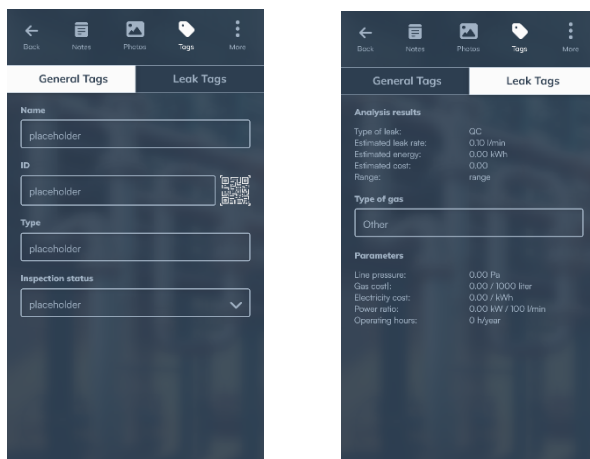 Back Notes Photos Tags More
General Tags Leak Tags
Name
placeholder
ID
placeholder
Type
placeholder
Inspection status
placeholder
Back Notes Photos Tags More
General Tags Leak Tags
Analysis results
Type of leak: QC
Estimated leak rate: 0.10 l/min
Estimated energy: 0.00 kWh
Estimated cost: 0.00
Range: range
Type of gas
Other
Parameters
Line pressure: 0.00 Pa
Gas costl: 0.00 / 1000 liter
Electricity cost: 0.00 / kWh
Power ratio: 0.00 kW / 100 l/min
Operating hours: 0 h/year